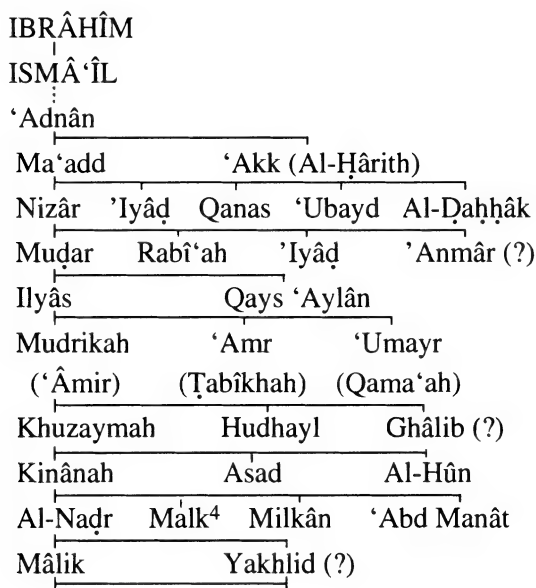 IBRÂHÎM
ISMÂ‘ÎL
‘Adnân
Ma‘add ‘Akk (Al-Ḥârith)
Nizâr ’Iyâḍ Qanas ‘Ubayd Al-Ḍaḥḥâk
Muḍar Rabî‘ah ’Iyâḍ ’Anmâr (?)
Ilyâs Qays ‘Aylân
Mudrikah ‘Amr ‘Umayr
(‘Âmir) (Ṭabîkhah) (Qama‘ah)
Khuzaymah Hudhayl Ghâlib (?)
Kinânah Asad Al-Hûn
Al-Naḍr Malk⁴ Milkân ‘Abd Manât
Mâlik Yakhlid (?)